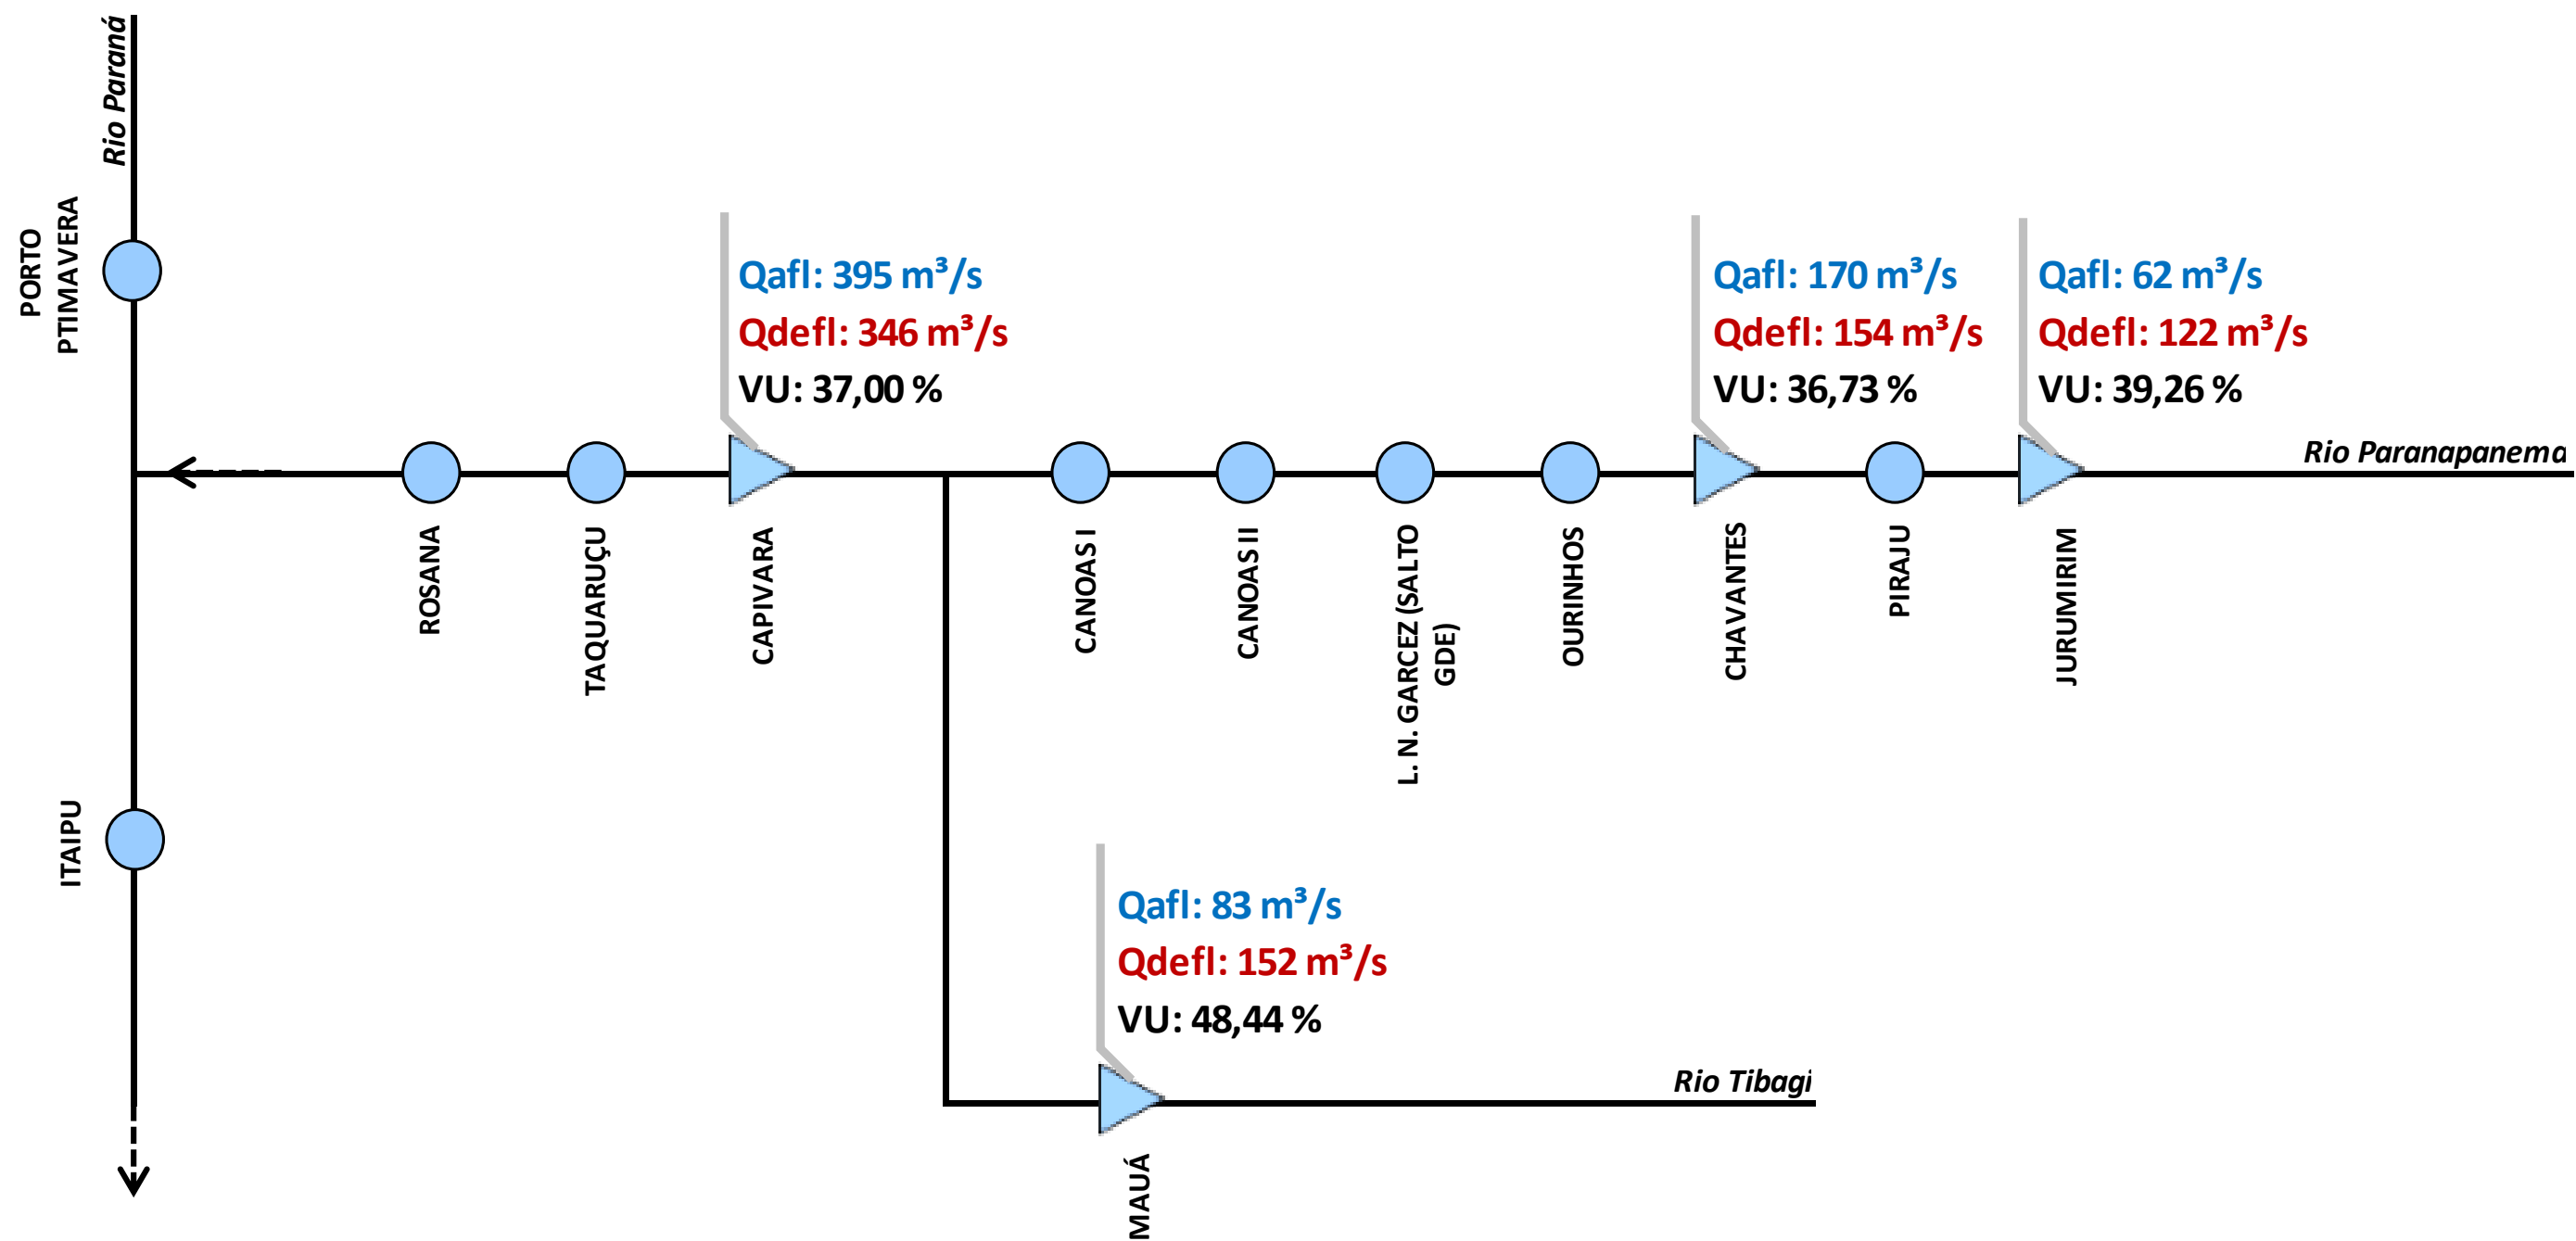 Rio Paraná
PORTO
PTIMAVERA
Qafl: 395 m³/s
Qdefl: 346 m³/s
VU: 37,00 %
Qafl: 170 m³/s
Qdefl: 154 m³/s
VU: 36,73 %
Qafl: 62 m³/s
Qdefl: 122 m³/s
VU: 39,26 %
Rio Paranapanema
ROSANA
TAQUARUÇU
CAPIVARA
CANOAS I
CANOAS II
L. N. GARCEZ (SALTO
GDE)
OURINHOS
CHAVANTES
PIRAJU
JURUMIRIM
ITAIPU
Qafl: 83 m³/s
Qdefl: 152 m³/s
VU: 48,44 %
Rio Tibagi
MAUÁ